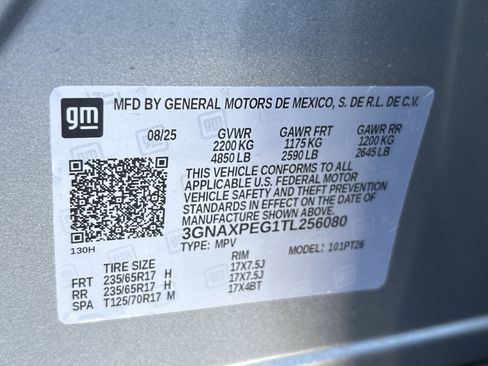 gm
MFD BY GENERAL MOTORS DE MEXICO, S. DE R.L. DE C.V.
08/25 GVWR GAWR FRT GAWR RR
2200 KG 1175 KG 1200 KG
4850 LB 2590 LB 2645 LB
THIS VEHICLE CONFORMS TO ALL
APPLICABLE U.S. FEDERAL MOTOR
VEHICLE SAFETY AND THEFT PREVENTION
STANDARDS IN EFFECT ON THE DATE OF
MANUFACTURE SHOWN ABOVE.
3GNAXPEG1TL256080
130H TYPE: MPV MODEL: 101PT26
TIRE SIZE RIM
FRT 235/65R17 H 17X7.5J
RR 235/65R17 H 17X7.5J
SPA T125/70R17 M 17X4BT